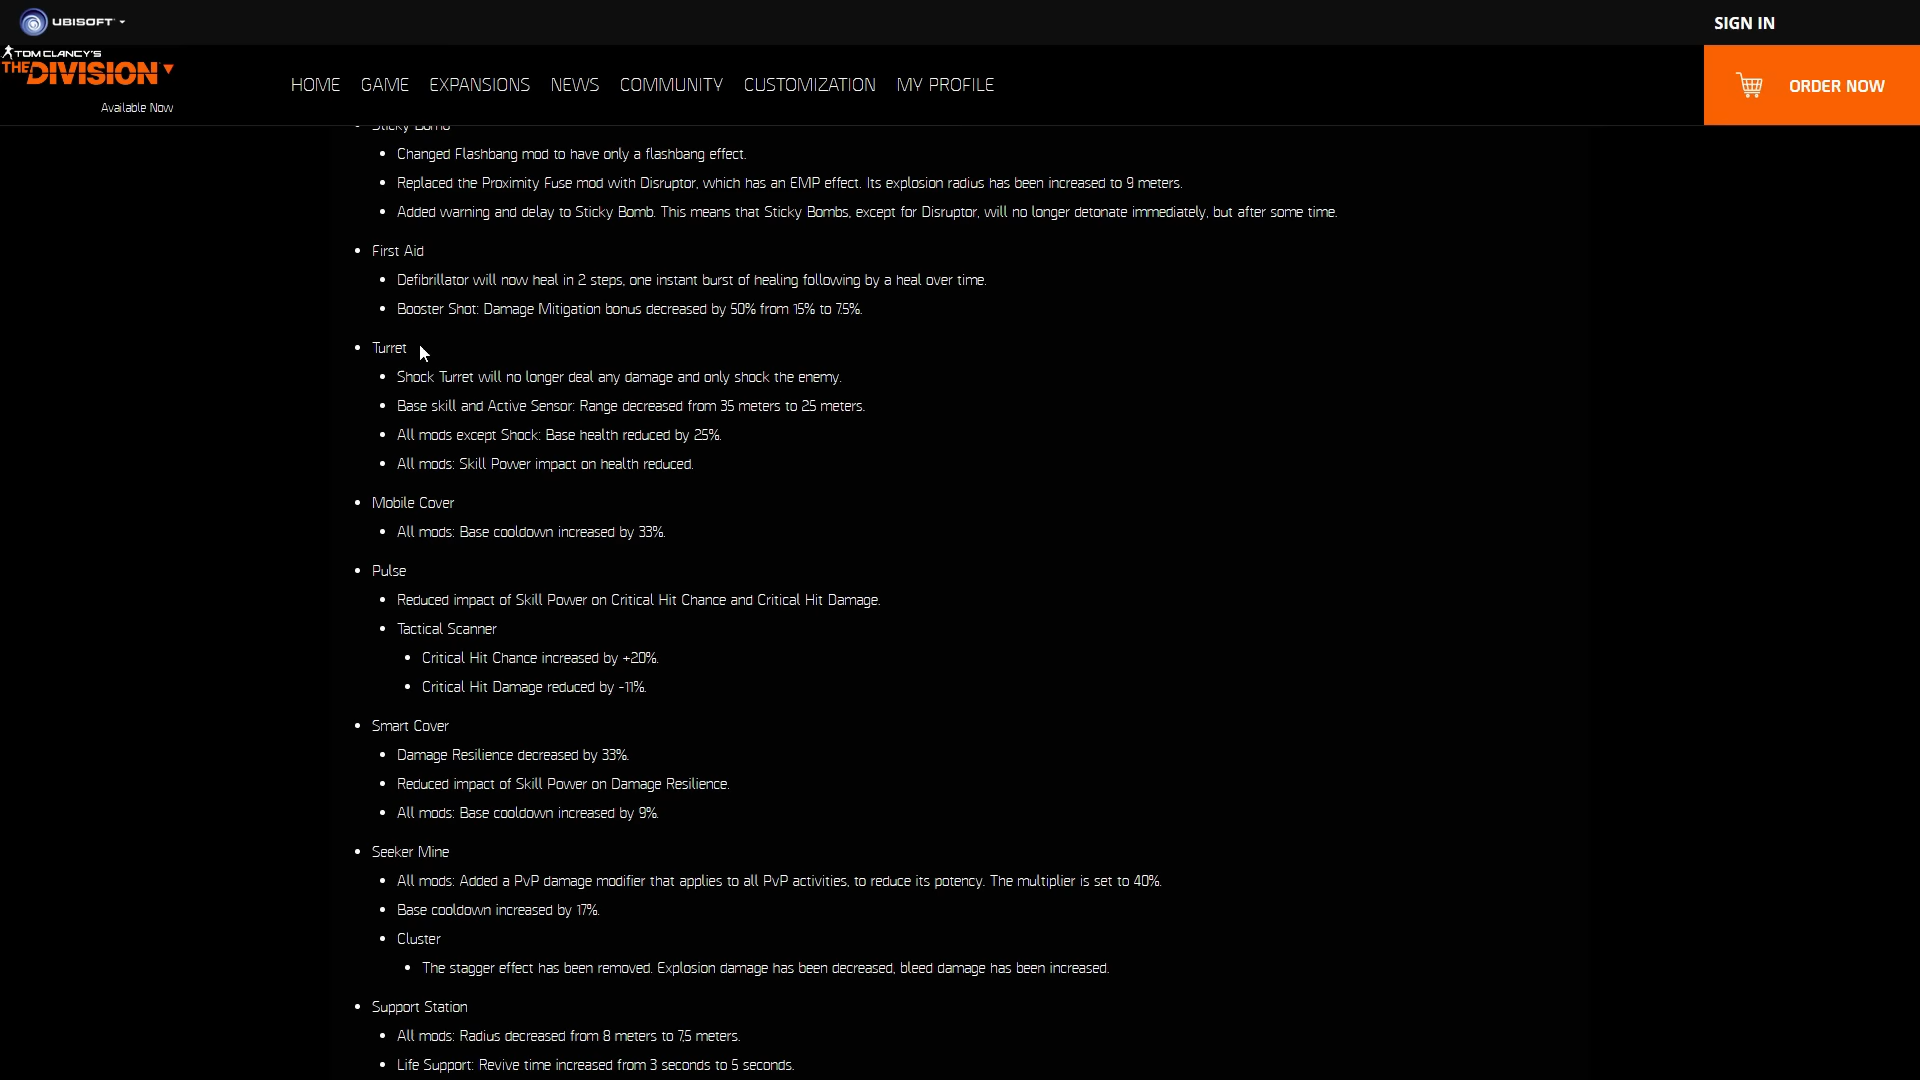 UBISOFT
SIGN IN
TOM CLANCY'S
THE DIVISION
Available Now
HOME GAME EXPANSIONS NEWS COMMUNITY CUSTOMIZATION MY PROFILE
ORDER NOW
Sticky Bomb
Changed Flashbang mod to have only a flashbang effect.
Replaced the Proximity Fuse mod with Disruptor, which has an EMP effect. Its explosion radius has been increased to 9 meters.
Added warning and delay to Sticky Bomb. This means that Sticky Bombs, except for Disruptor, will no longer detonate immediately, but after some time.
First Aid
Defibrillator will now heal in 2 steps, one instant burst of healing following by a heal over time.
Booster Shot: Damage Mitigation bonus decreased by 50% from 15% to 7.5%.
Turret
Shock Turret will no longer deal any damage and only shock the enemy.
Base skill and Active Sensor: Range decreased from 35 meters to 25 meters.
All mods except Shock: Base health reduced by 25%.
All mods: Skill Power impact on health reduced.
Mobile Cover
All mods: Base cooldown increased by 33%.
Pulse
Reduced impact of Skill Power on Critical Hit Chance and Critical Hit Damage.
Tactical Scanner
Critical Hit Chance increased by +20%.
Critical Hit Damage reduced by -11%.
Smart Cover
Damage Resilience decreased by 33%.
Reduced impact of Skill Power on Damage Resilience.
All mods: Base cooldown increased by 9%.
Seeker Mine
All mods: Added a PvP damage modifier that applies to all PvP activities, to reduce its potency. The multiplier is set to 40%.
Base cooldown increased by 17%.
Cluster
The stagger effect has been removed. Explosion damage has been decreased, bleed damage has been increased.
Support Station
All mods: Radius decreased from 8 meters to 7,5 meters.
Life Support: Revive time increased from 3 seconds to 5 seconds.